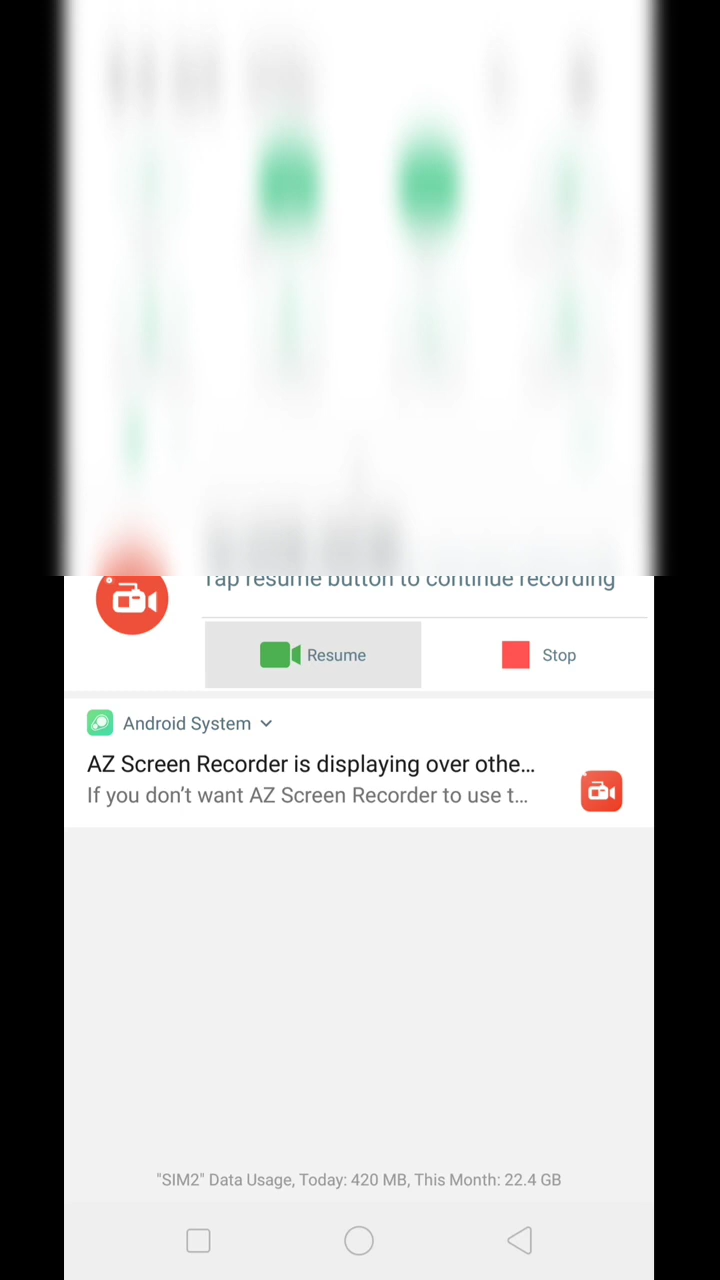 Tap resume button to continue recording
Resume
Stop
Android System
AZ Screen Recorder is displaying over othe...
If you don't want AZ Screen Recorder to use t...
"SIM2" Data Usage, Today: 420 MB, This Month: 22.4 GB